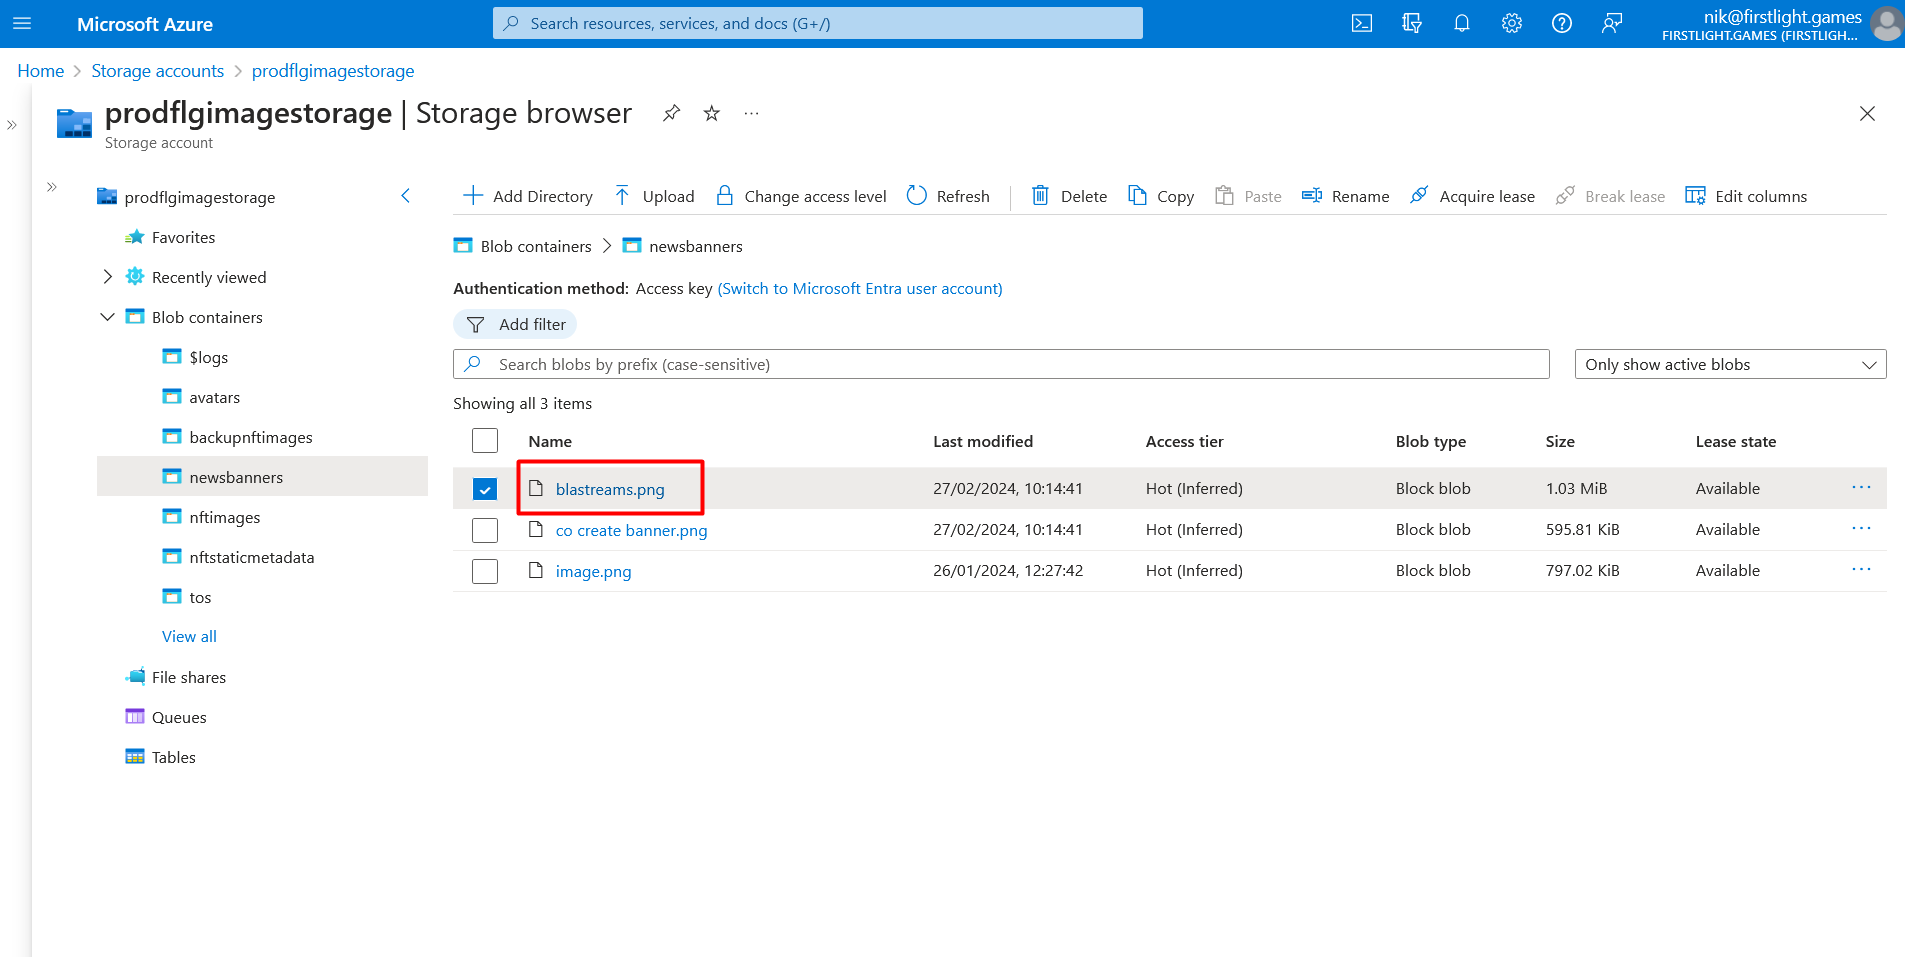 Microsoft Azure
Search resources, services, and docs (G+/)
nik@firstlight.games
FIRSTLIGHT.GAMES (FIRSTLIGH...
Home > Storage accounts > prodflgimagestorage
prodflgimagestorage | Storage browser
Storage account
prodflgimagestorage
Favorites
Recently viewed
Blob containers
$logs
avatars
backupnftimages
newsbanners
nftimages
nftstaticmetadata
tos
View all
File shares
Queues
Tables
Add Directory Upload Change access level Refresh Delete Copy Paste Rename Acquire lease Break lease Edit columns
Blob containers > newsbanners
Authentication method: Access key (Switch to Microsoft Entra user account)
Add filter
Search blobs by prefix (case-sensitive)
Only show active blobs
Showing all 3 items
Name Last modified Access tier Blob type Size Lease state
blastreams.png 27/02/2024, 10:14:41 Hot (Inferred) Block blob 1.03 MiB Available
co create banner.png 27/02/2024, 10:14:41 Hot (Inferred) Block blob 595.81 KiB Available
image.png 26/01/2024, 12:27:42 Hot (Inferred) Block blob 797.02 KiB Available